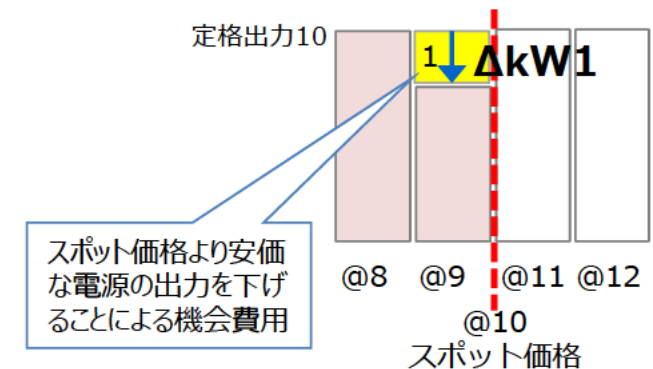 定格出力10
1
ΔkW1
スポット価格より安価
な電源の出力を下げ
ることによる機会費用
@8 @9 @11 @12
@10
スポット価格